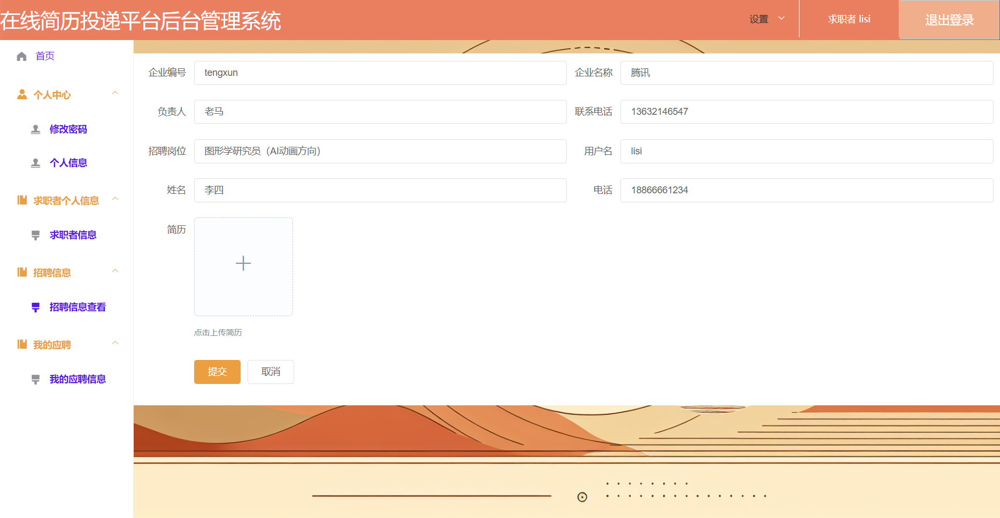 在线简历投递平台后台管理系统
设置
求职者 lisi
退出登录
首页
个人中心
修改密码
个人信息
求职者个人信息
求职者信息
招聘信息
招聘信息查看
我的应聘
我的应聘信息
企业编号 tengxun
企业名称 腾讯
负责人 老马
联系电话 13632146547
招聘岗位 图形学研究员（AI动画方向）
用户名 lisi
姓名 李四
电话 18866661234
简历
点击上传简历
提交
取消